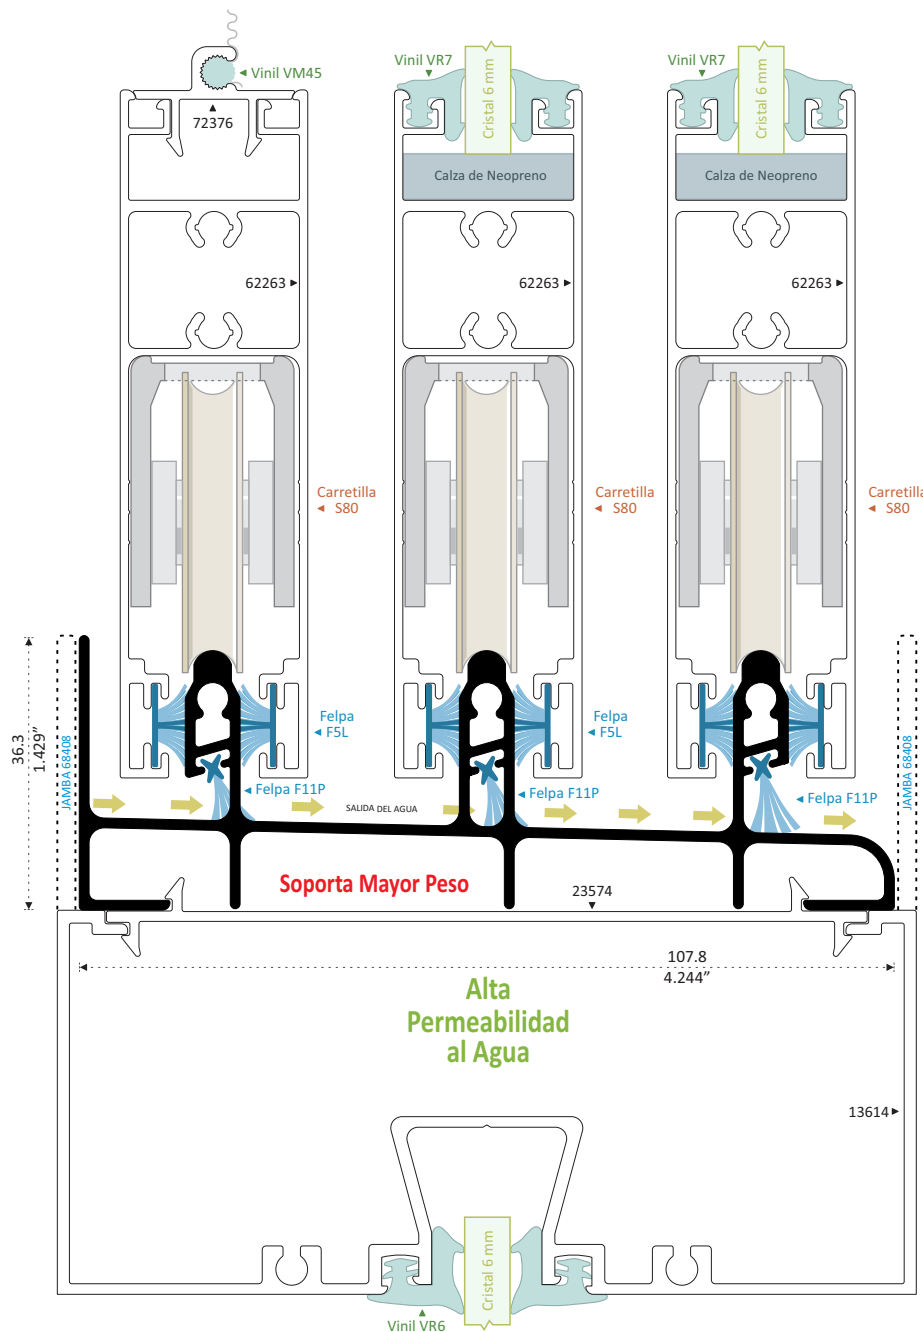 Vinil VM45
72376
Vinil VR7
Cristal 6 mm
Vinil VR7
Cristal 6 mm
Calza de Neopreno
Calza de Neopreno
62263
62263
62263
Carretilla
S80
Carretilla
S80
Carretilla
S80
36.3
1.429”
JAMBA 68408
JAMBA 68408
Felpa
F5L
Felpa
F5L
Felpa F11P
Felpa F11P
Felpa F11P
SALIDA DEL AGUA
Soporta Mayor Peso
23574
107.8
4.244”
Alta
Permeabilidad
al Agua
13614
Cristal 6 mm
Vinil VR6